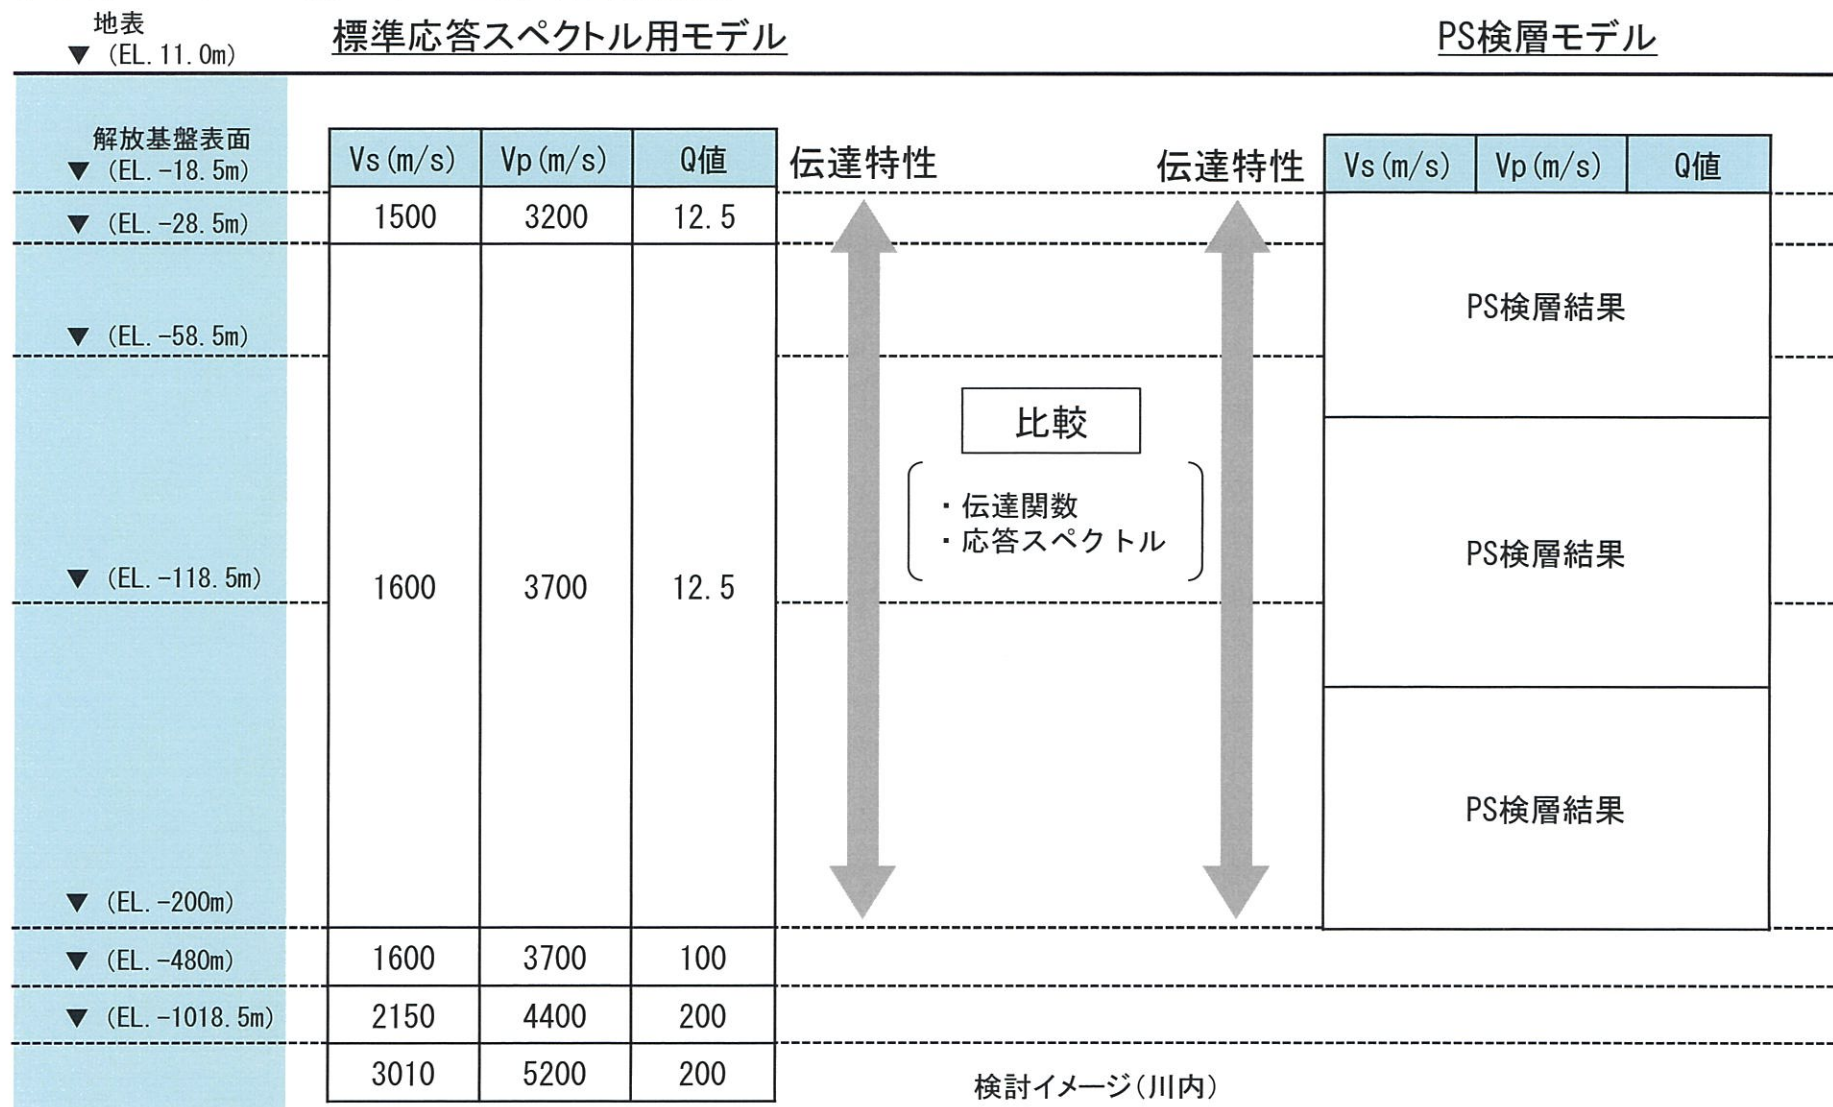 地表
▼ (EL.11.0m)
標準応答スペクトル用モデル
PS検層モデル
解放基盤表面
▼ (EL.-18.5m)
Vs(m/s) Vp(m/s) Q値
伝達特性
伝達特性
Vs(m/s) Vp(m/s) Q値
▼ (EL.-28.5m)
1500 3200 12.5
PS検層結果
▼ (EL.-58.5m)
比較
・伝達関数
・応答スペクトル
PS検層結果
▼ (EL.-118.5m)
1600 3700 12.5
PS検層結果
▼ (EL.-200m)
▼ (EL.-480m)
1600 3700 100
▼ (EL.-1018.5m)
2150 4400 200
3010 5200 200
検討イメージ(川内)